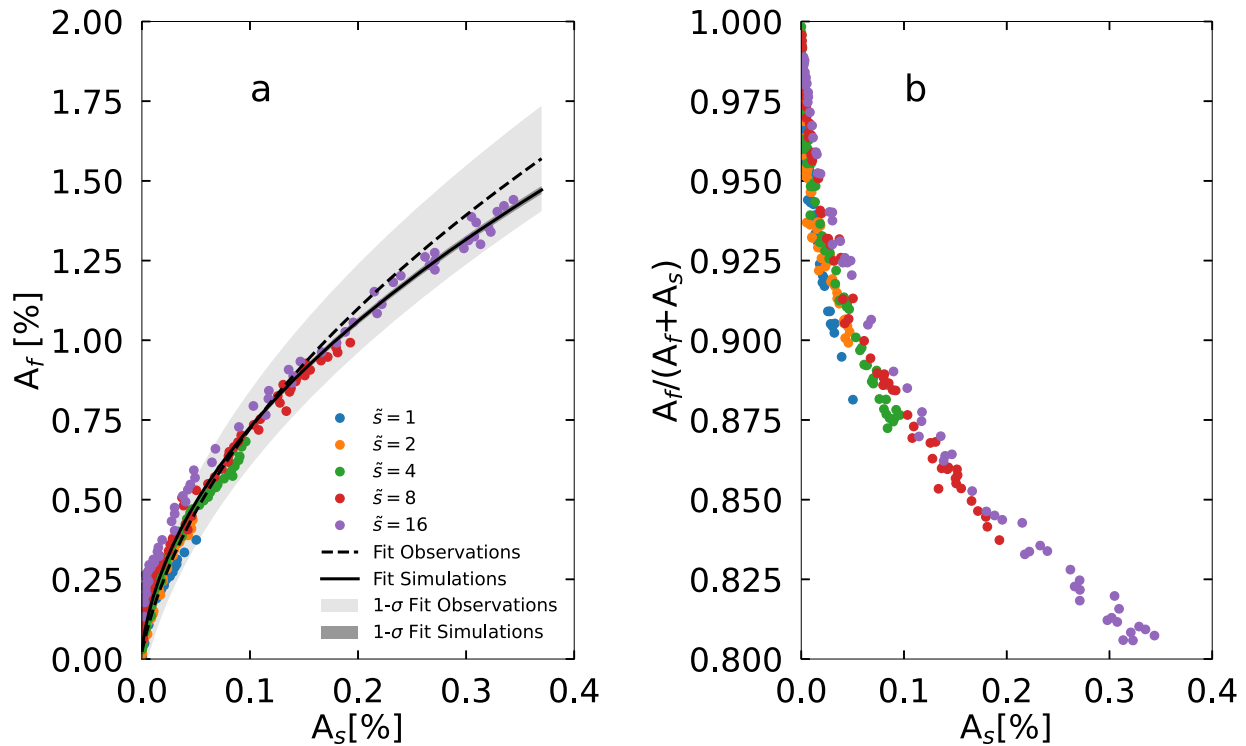 a
2.00
1.75
1.50
1.25
1.00
0.75
0.50
0.25
0.00
A_f [%]
0.0 0.1 0.2 0.3 0.4
A_s[%]
s̃ = 1
s̃ = 2
s̃ = 4
s̃ = 8
s̃ = 16
Fit Observations
Fit Simulations
1-σ Fit Observations
1-σ Fit Simulations
b
1.000
0.975
0.950
0.925
0.900
0.875
0.850
0.825
0.800
A_f/(A_f+A_s)
0.0 0.1 0.2 0.3 0.4
A_s[%]